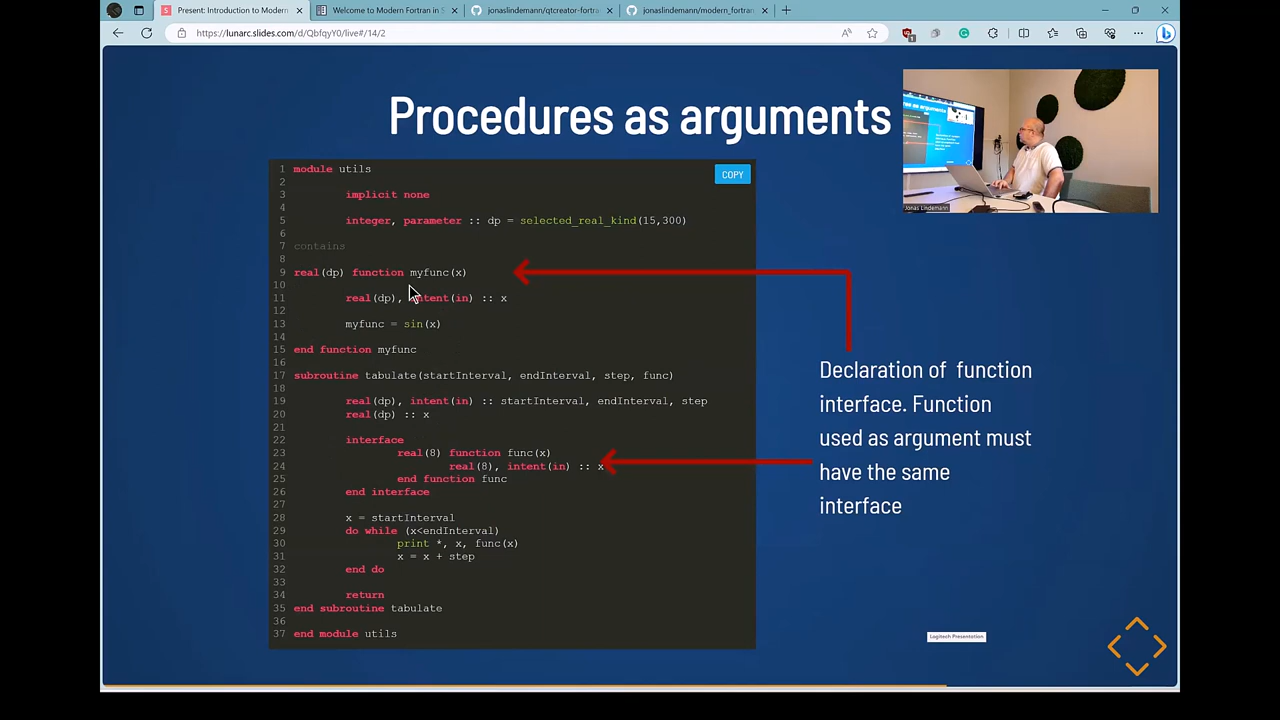 Present: Introduction to Modern
Welcome to Modern Fortran in S
jonaslindemann/qtcreator-fortra
jonaslindemann/modern_fortran
https://lunarc.slides.com/d/QbfqyY0/live#/14/2
Procedures as arguments
COPY
1 module utils
2
3 implicit none
4
5 integer, parameter :: dp = selected_real_kind(15,300)
6
7 contains
8
9 real(dp) function myfunc(x)
10
11 real(dp), intent(in) :: x
12
13 myfunc = sin(x)
14
15 end function myfunc
16
17 subroutine tabulate(startInterval, endInterval, step, func)
18
19 real(dp), intent(in) :: startInterval, endInterval, step
20 real(dp) :: x
21
22 interface
23 real(8) function func(x)
24 real(8), intent(in) :: x
25 end function func
26 end interface
27
28 x = startInterval
29 do while (x<endInterval)
30 print *, x, func(x)
31 x = x + step
32 end do
33
34 return
35 end subroutine tabulate
36
37 end module utils
Declaration of function
interface. Function
used as argument must
have the same
interface
Jonas Lindemann
Logitech Presentation